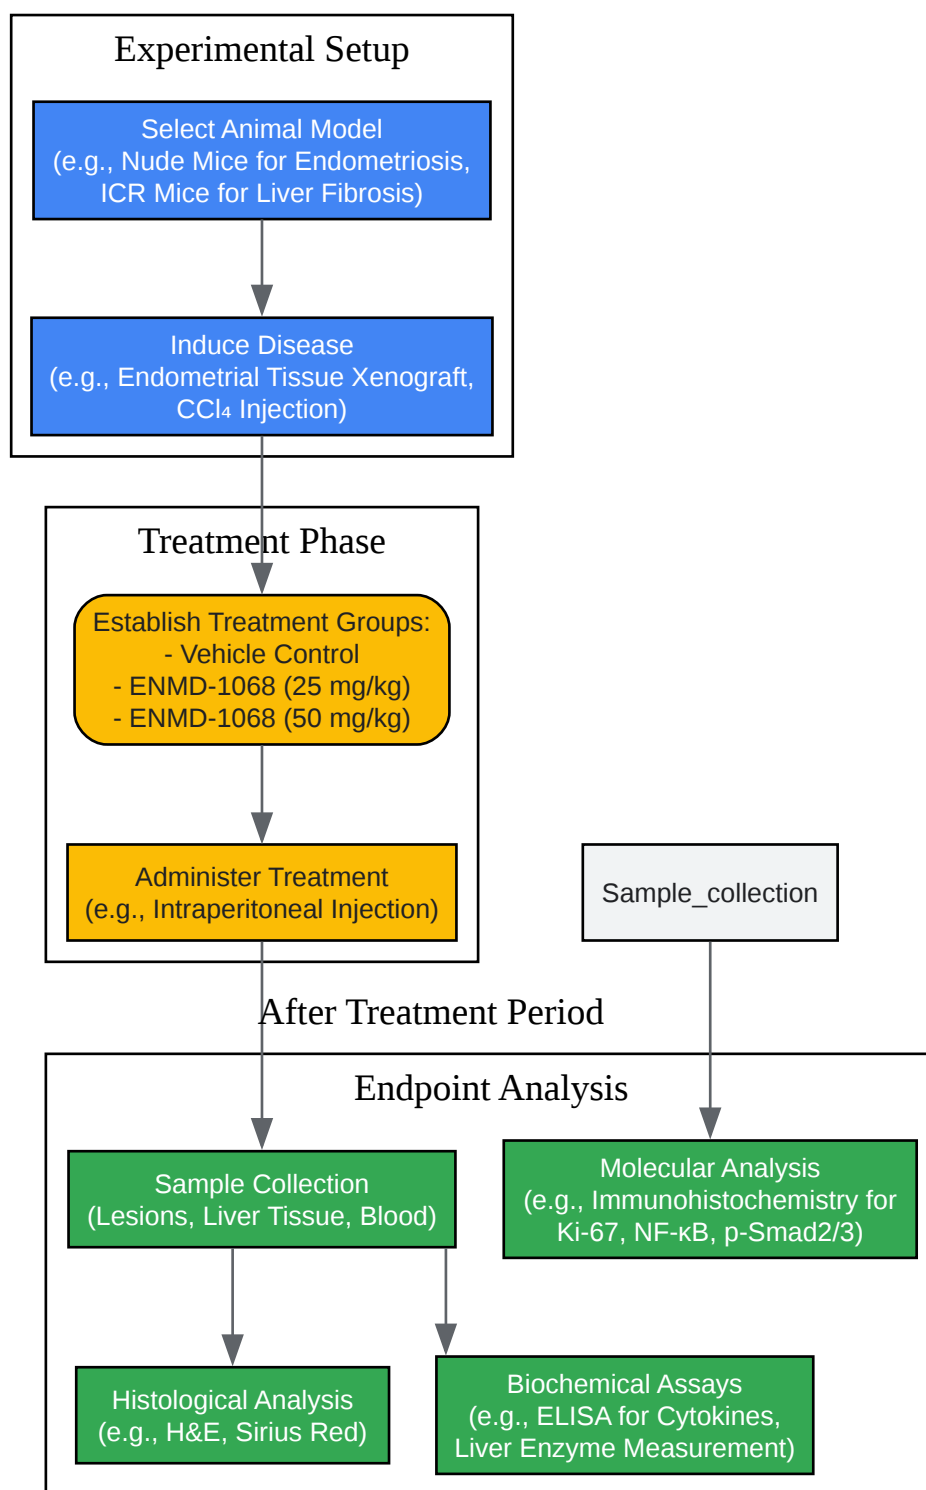 Experimental Setup
Select Animal Model
(e.g., Nude Mice for Endometriosis,
ICR Mice for Liver Fibrosis)
Induce Disease
(e.g., Endometrial Tissue Xenograft,
CCl₄ Injection)
Treatment Phase
Establish Treatment Groups:
- Vehicle Control
- ENMD-1068 (25 mg/kg)
- ENMD-1068 (50 mg/kg)
Administer Treatment
(e.g., Intraperitoneal Injection)
Sample_collection
After Treatment Period
Endpoint Analysis
Sample Collection
(Lesions, Liver Tissue, Blood)
Molecular Analysis
(e.g., Immunohistochemistry for
Ki-67, NF-κB, p-Smad2/3)
Histological Analysis
(e.g., H&E, Sirius Red)
Biochemical Assays
(e.g., ELISA for Cytokines,
Liver Enzyme Measurement)